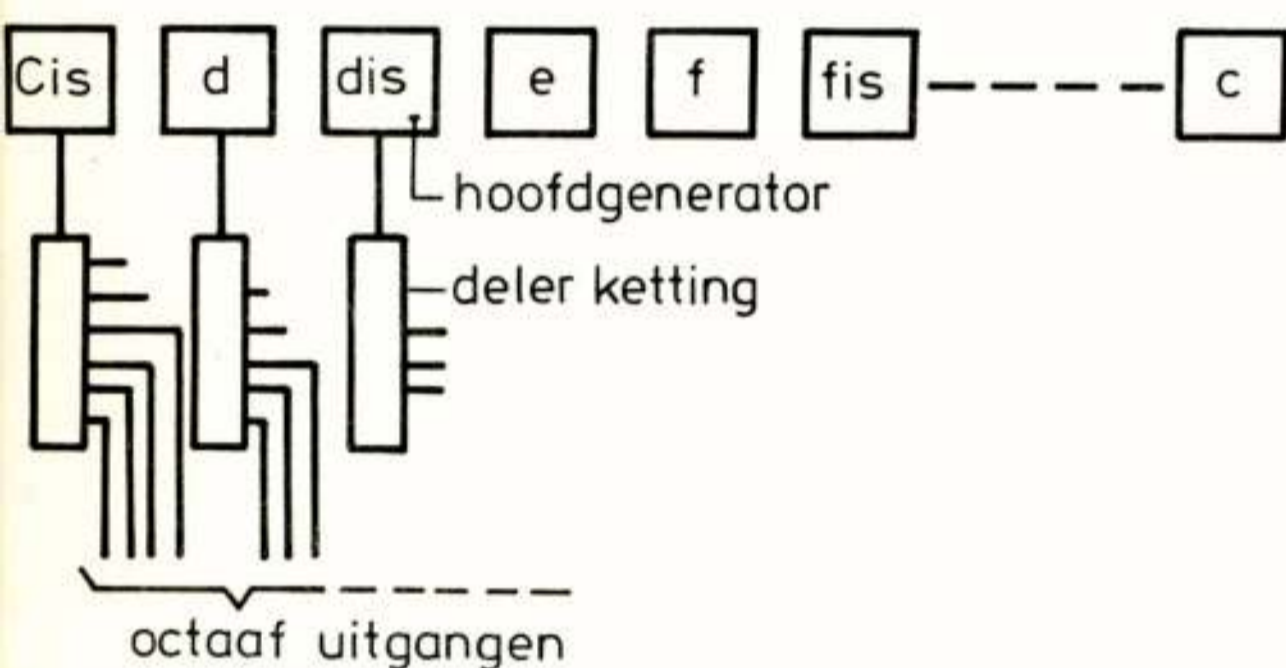 Cis d dis e f fis c
hoofdgenerator
deler ketting
octaaf uitgangen